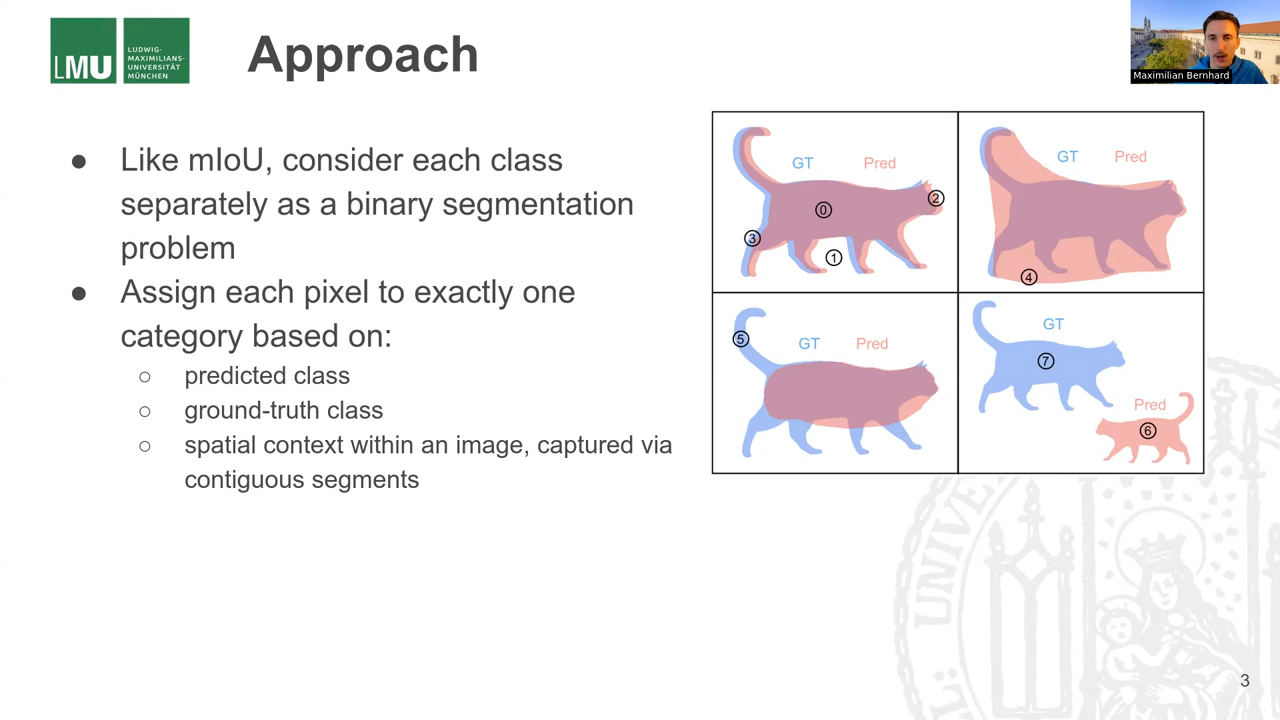 LMU
LUDWIG-
MAXIMILIANS-
UNIVERSITÄT
MÜNCHEN
Approach
Maximilian Bernhard
● Like mIoU, consider each class
separately as a binary segmentation
problem
● Assign each pixel to exactly one
category based on:
○ predicted class
○ ground-truth class
○ spatial context within an image, captured via
contiguous segments
GT Pred
0
1
2
3
GT Pred
4
GT Pred
5
GT
7
Pred
6
3